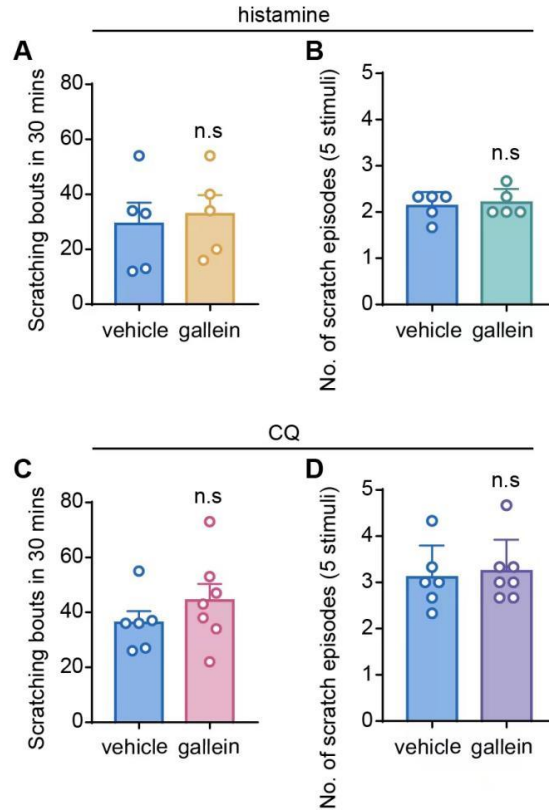 histamine
A
Scratching bouts in 30 mins
80
60
40
20
0
n.s
vehicle
gallein
B
No. of scratch episodes (5 stimuli)
5
4
3
2
1
0
n.s
vehicle
gallein
CQ
C
Scratching bouts in 30 mins
80
60
40
20
0
n.s
vehicle
gallein
D
No. of scratch episodes (5 stimuli)
5
4
3
2
1
0
n.s
vehicle
gallein